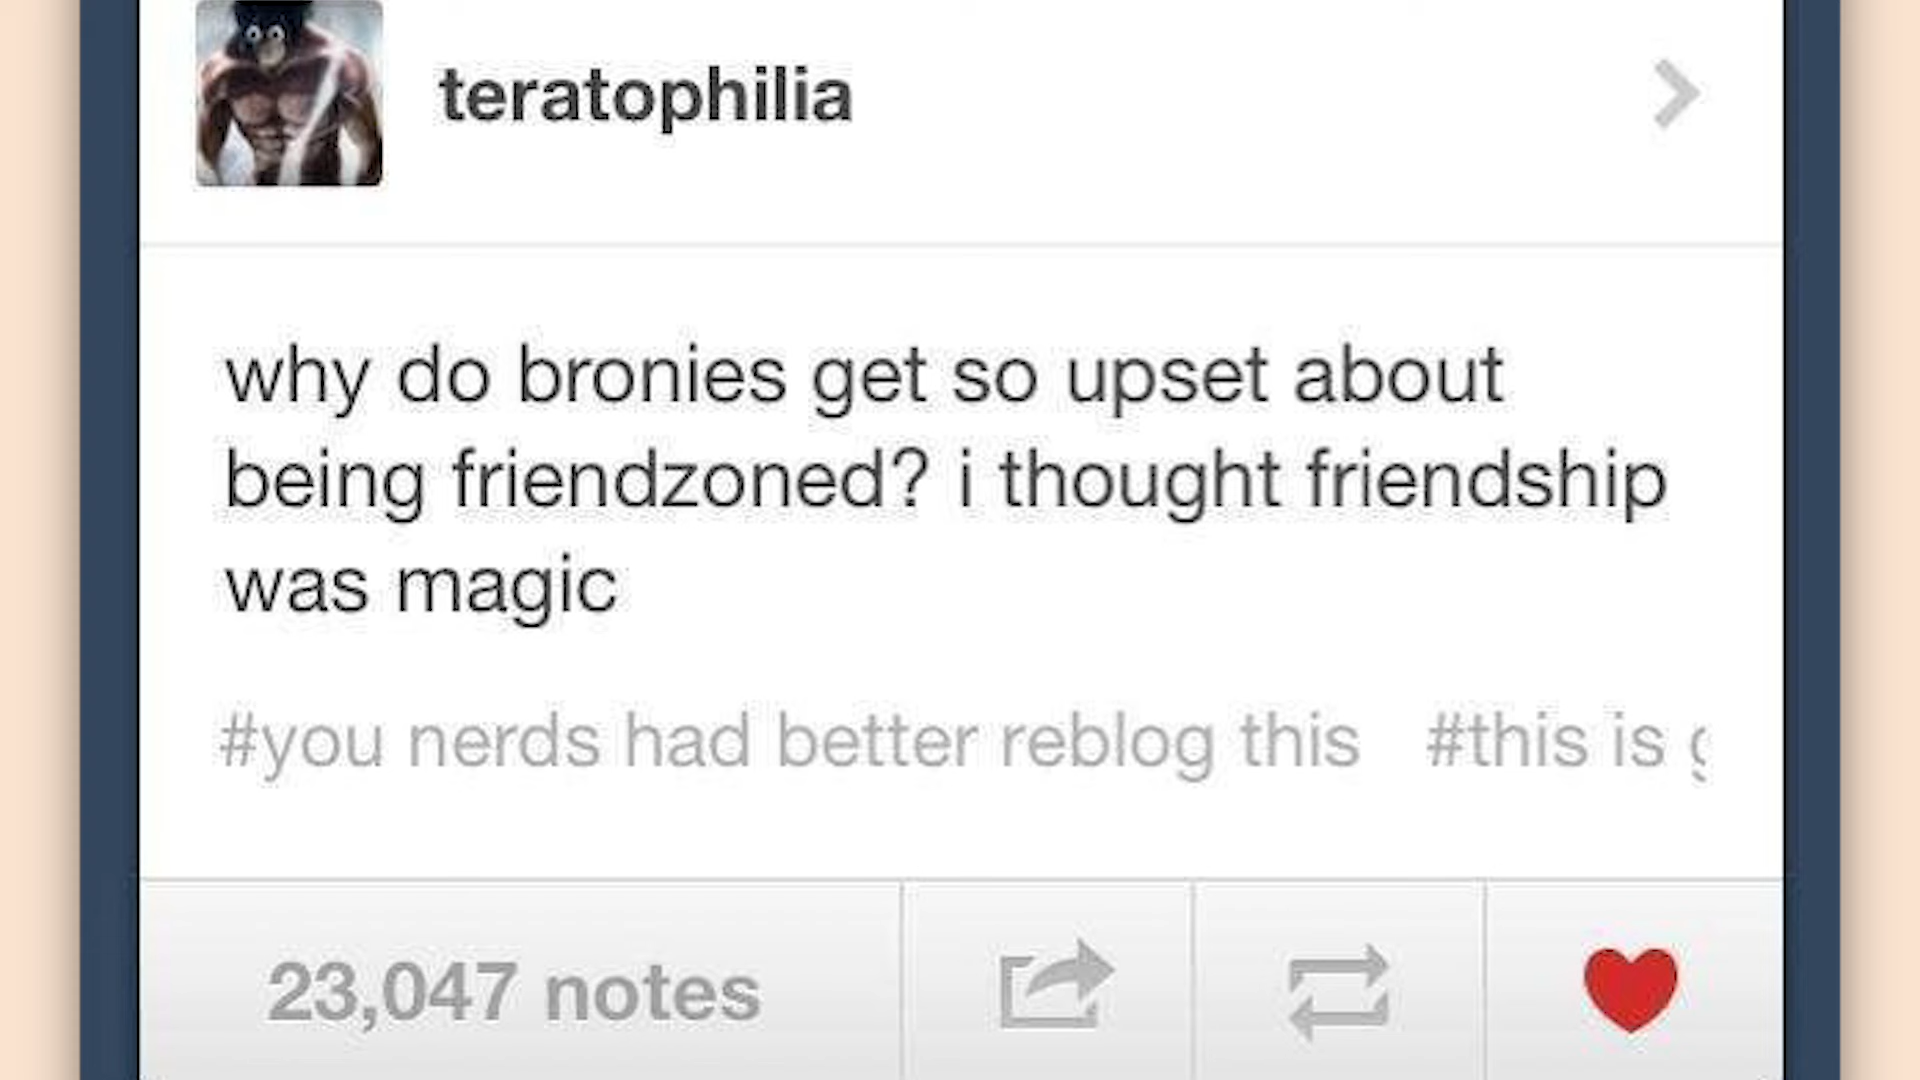 teratophilia
why do bronies get so upset about
being friendzoned? i thought friendship
was magic
#you nerds had better reblog this #this is
23,047 notes